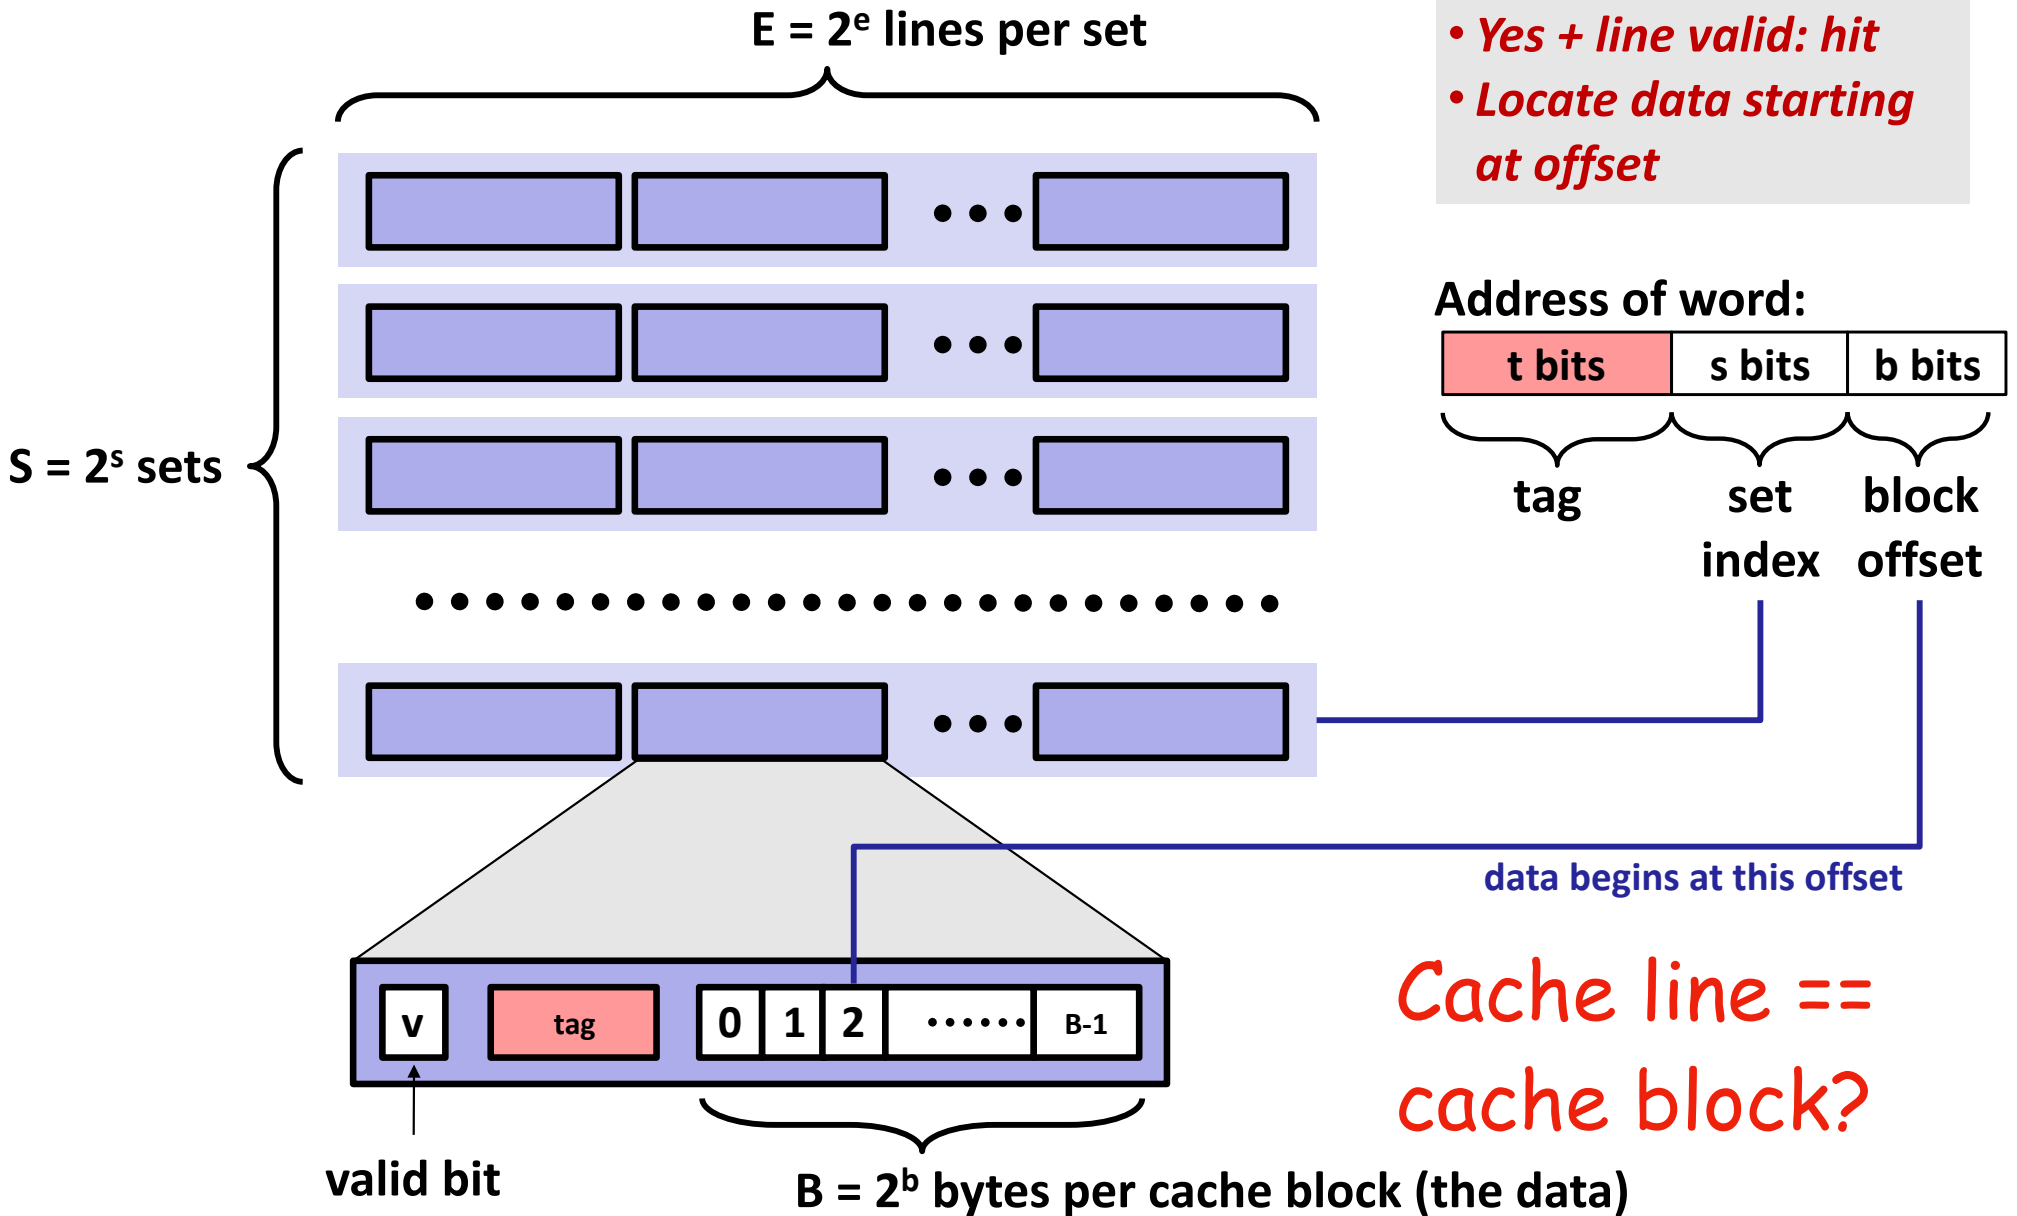 E = 2ᵉ lines per set
• Yes + line valid: hit
• Locate data starting
at offset
Address of word:
t bits s bits b bits
S = 2ˢ sets
tag set block
index offset
data begins at this offset
v tag 0 1 2 B-1
Cache line ==
cache block?
valid bit
B = 2ᵇ bytes per cache block (the data)